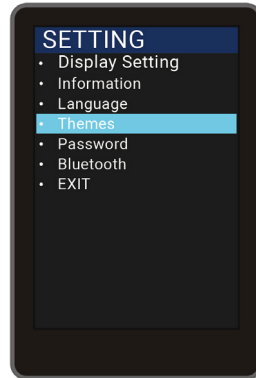 SETTING
• Display Setting
• Information
• Language
• Themes
• Password
• Bluetooth
• EXIT